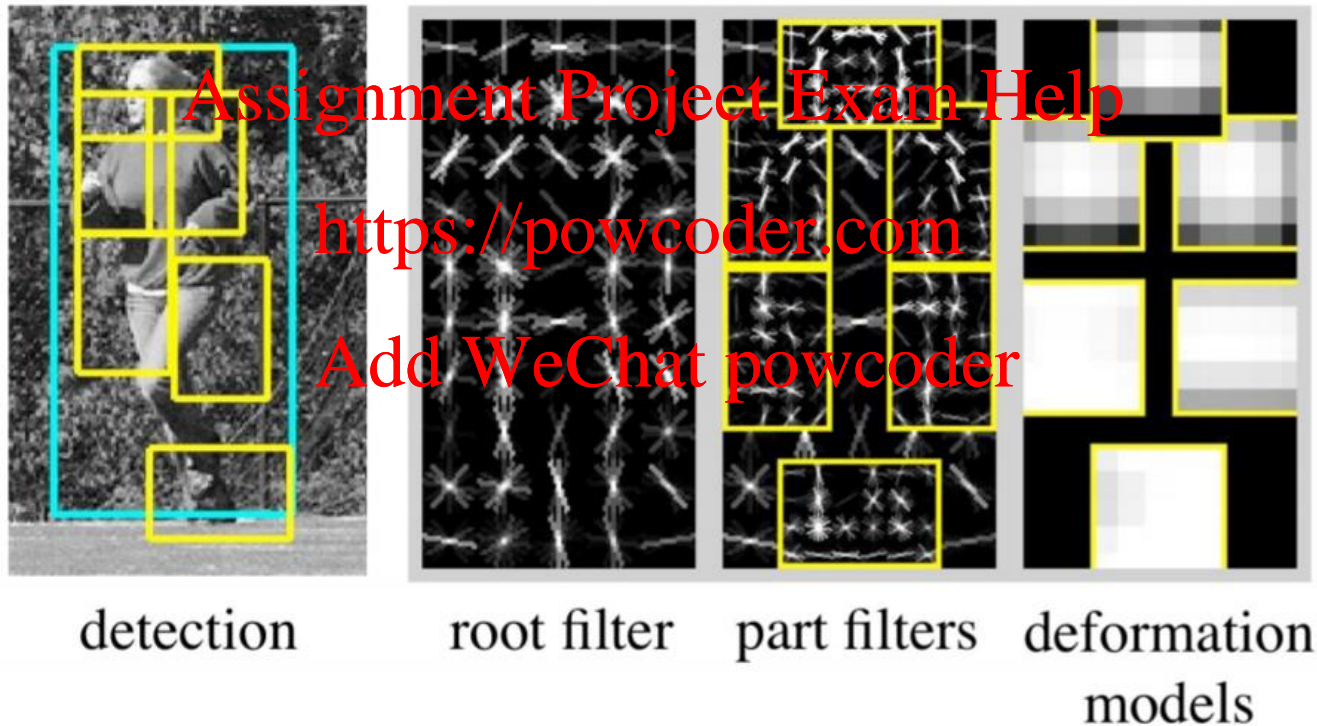 Assignment Project Exam Help
https://powcoder.com
Add WeChat powcoder
detection root filter part filters deformation
models